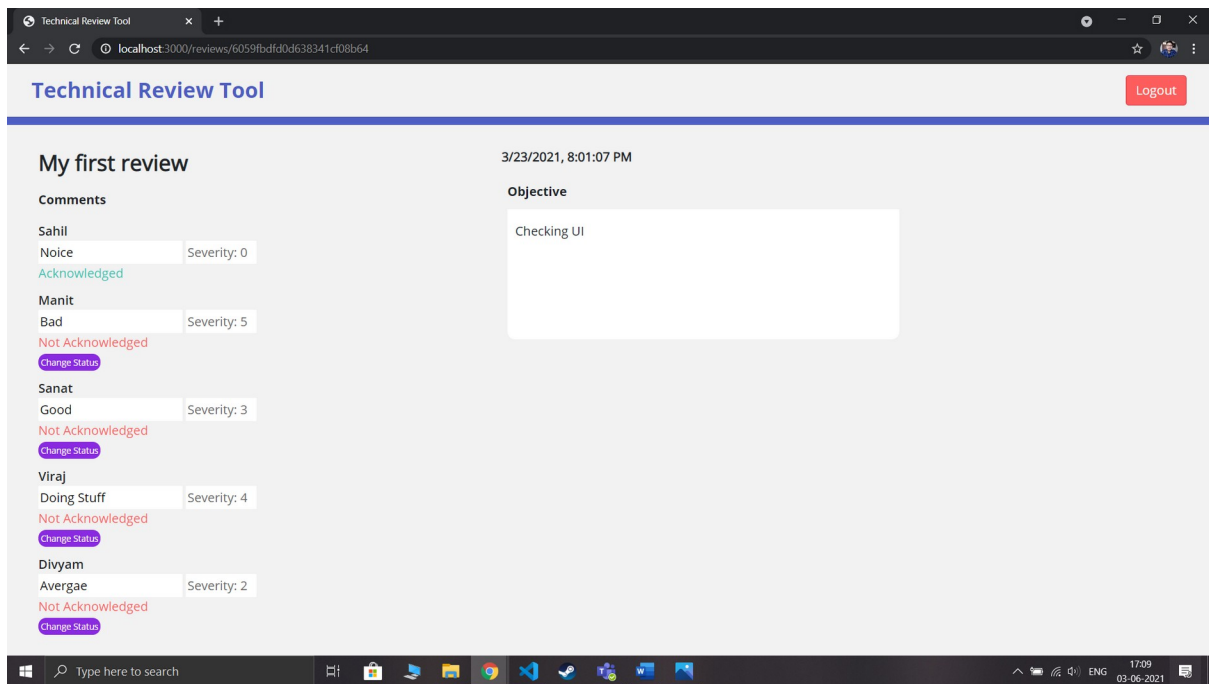 Technical Review Tool
localhost:3000/reviews/6059fbdfd0d638341cf08b64
Technical Review Tool
Logout
My first review
3/23/2021, 8:01:07 PM
Comments
Objective
Checking UI
Sahil
Noice Severity: 0
Acknowledged
Manit
Bad Severity: 5
Not Acknowledged
Change Status
Sanat
Good Severity: 3
Not Acknowledged
Change Status
Viraj
Doing Stuff Severity: 4
Not Acknowledged
Change Status
Divyam
Avergae Severity: 2
Not Acknowledged
Change Status
Type here to search
ENG
17:09
03-06-2021